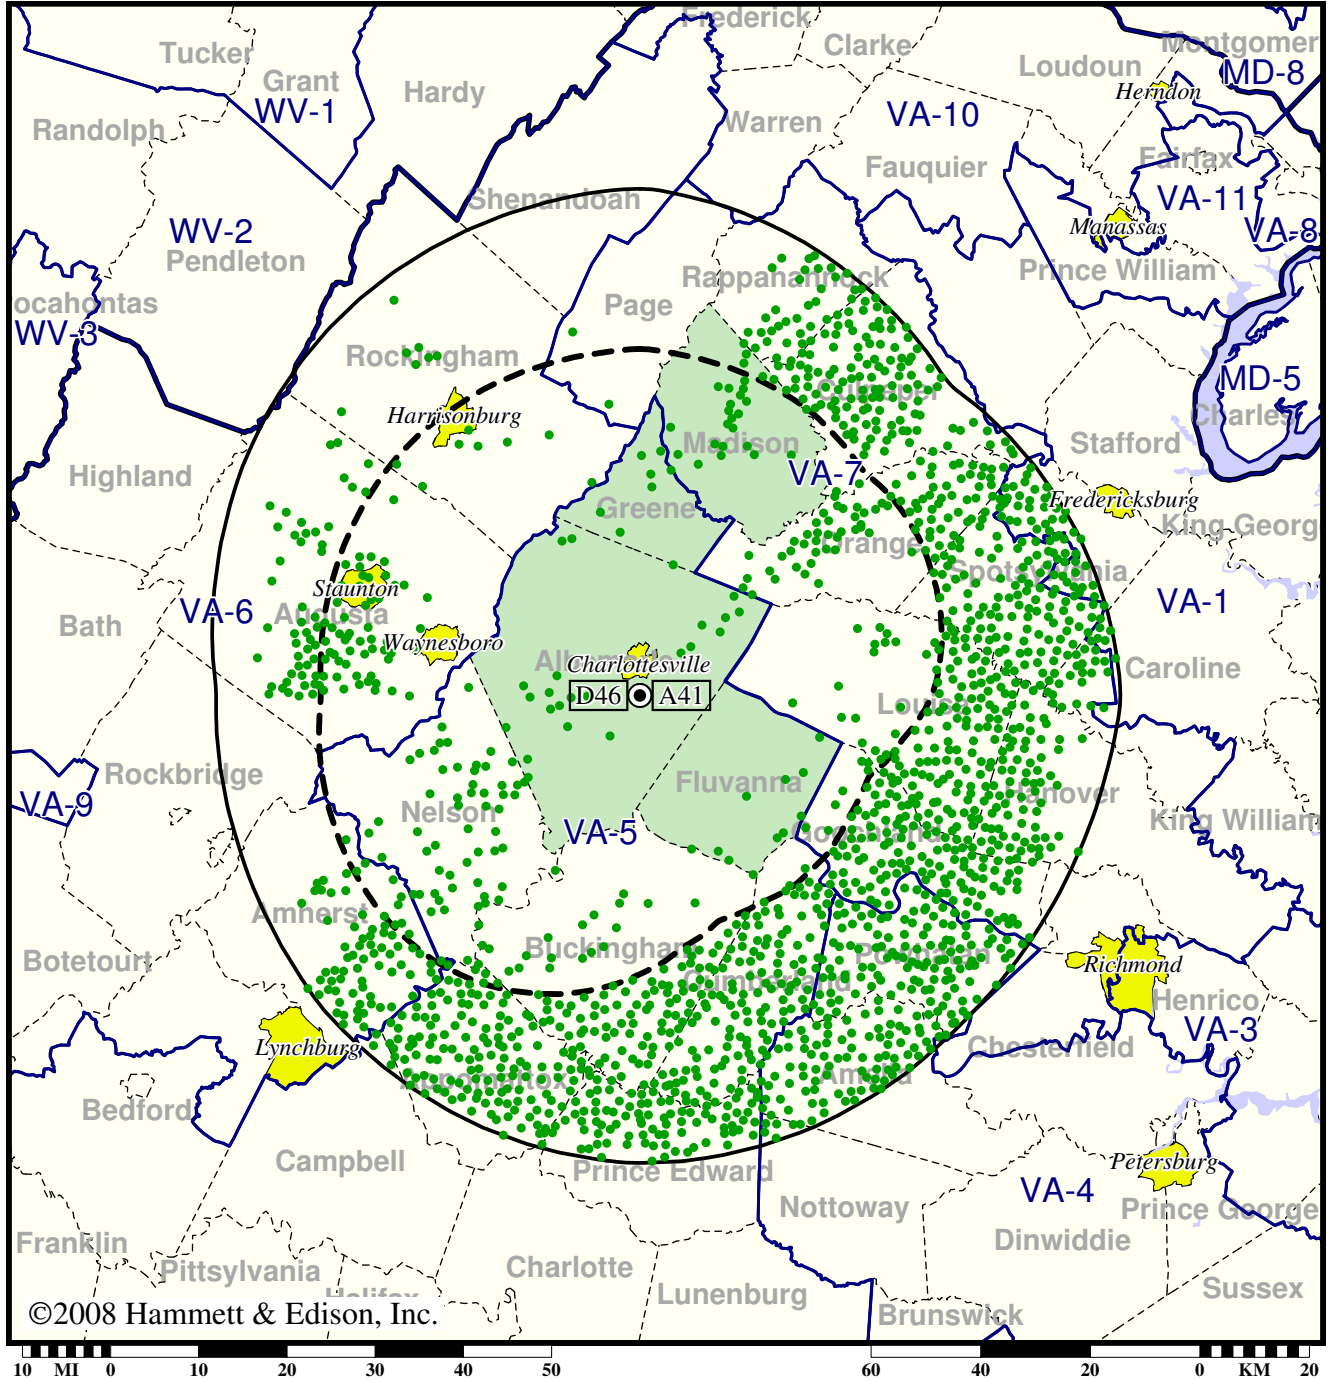 Frederick
Tucker
Clarke
Montgomer
Grant
Loudoun
MD-8
Hardy
Herndon
WV-1
VA-10
Randolph
Warren
Fairfax
Fauquier
Shenandoah
VA-11
WV-2
Manassas
VA-8
Pendleton
Prince William
Rappahannock
ocahontas
Page
WV-3
Rockingham
MD-5
Culpeper
Harrisonburg
Charles
Madison
Stafford
Highland
VA-7
Fredericksburg
Greene
King Georg
Orange
Spotsylvania
Staunton
VA-6
Augusta
VA-1
Bath
Waynesboro
Albemarle
Charlottesville
Caroline
D46
A41
Louisa
Rockbridge
Fluvanna
VA-9
Hanover
Nelson
King William
VA-5
Goochland
Amherst
Buckingham
Powhatan
Botetourt
Richmond
Cumberland
Henrico
VA-3
Lynchburg
Chesterfield
Appomattox
Amelia
Bedford
Campbell
Petersburg
Prince Edward
VA-4
Nottoway
Prince George
Franklin
Dinwiddie
Pittsylvania
Charlotte
Sussex
Halifax
Lunenburg
©2008 Hammett & Edison, Inc.
Brunswick
10 MI 0 10 20 30 40 50 60 40 20 0 KM 20